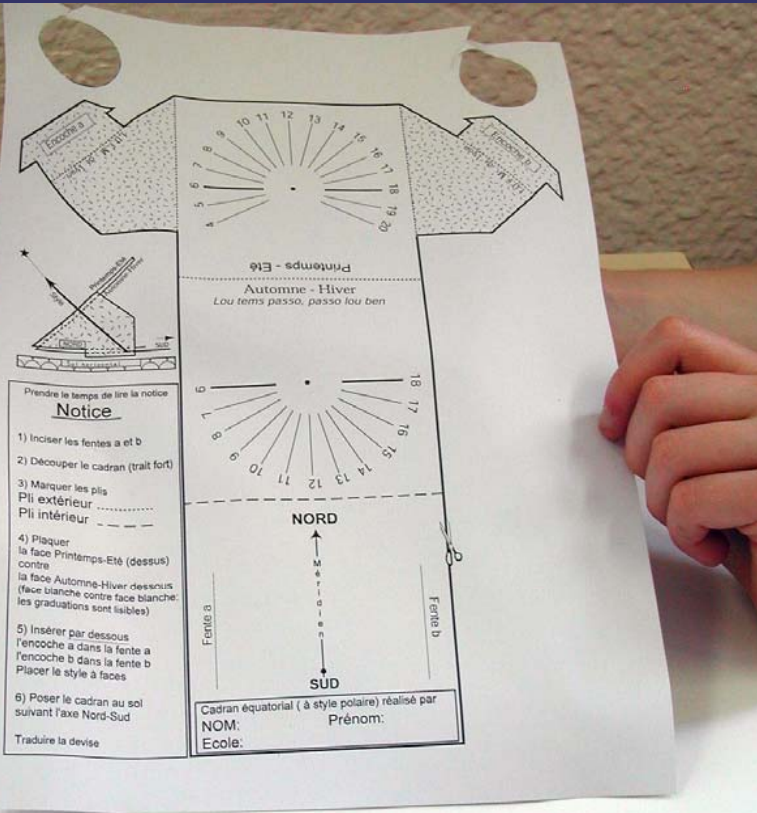 Encoche a
Encoche b
4 5 6 7 8 9 10 11 12 13 14 15 16 17 18 19 20
Printemps - Eté
Automne - Hiver
Lou tems passo, passo lou ben
Printemps-Eté
Automne-Hiver
Style
NORD
SUD
Sol horizontal
6 7 8 9 10 11 12 13 14 15 16 17 18
Prendre le temps de lire la notice
Notice
1) Inciser les fentes a et b
2) Découper le cadran (trait fort)
3) Marquer les plis
Pli extérieur
Pli intérieur
4) Plaquer
la face Printemps-Eté (dessus)
contre
la face Automne-Hiver dessous
(face blanche contre face blanche:
les graduations sont lisibles)
5) Insérer par dessous
l'encoche a dans la fente a
l'encoche b dans la fente b
Placer le style à faces
6) Poser le cadran au sol
suivant l'axe Nord-Sud
Traduire la devise
NORD
Méridien
Fente a
Fente b
SUD
Cadran équatorial ( à style polaire) réalisé par
NOM: Prénom:
Ecole: